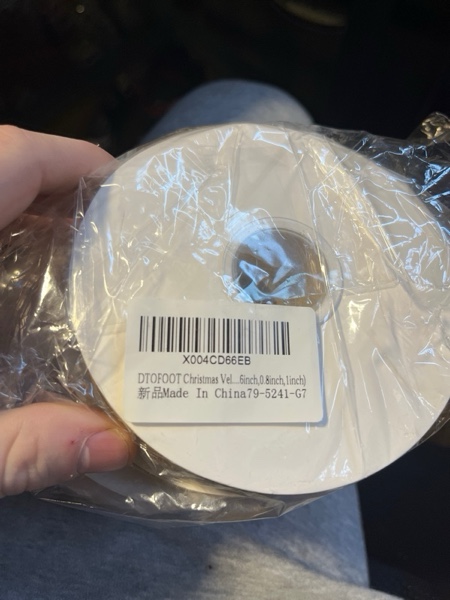 X004CD66EB
DTOFOOT Christmas Vel....6inch,0.8inch,1inch)
新品Made In China79-5241-G7